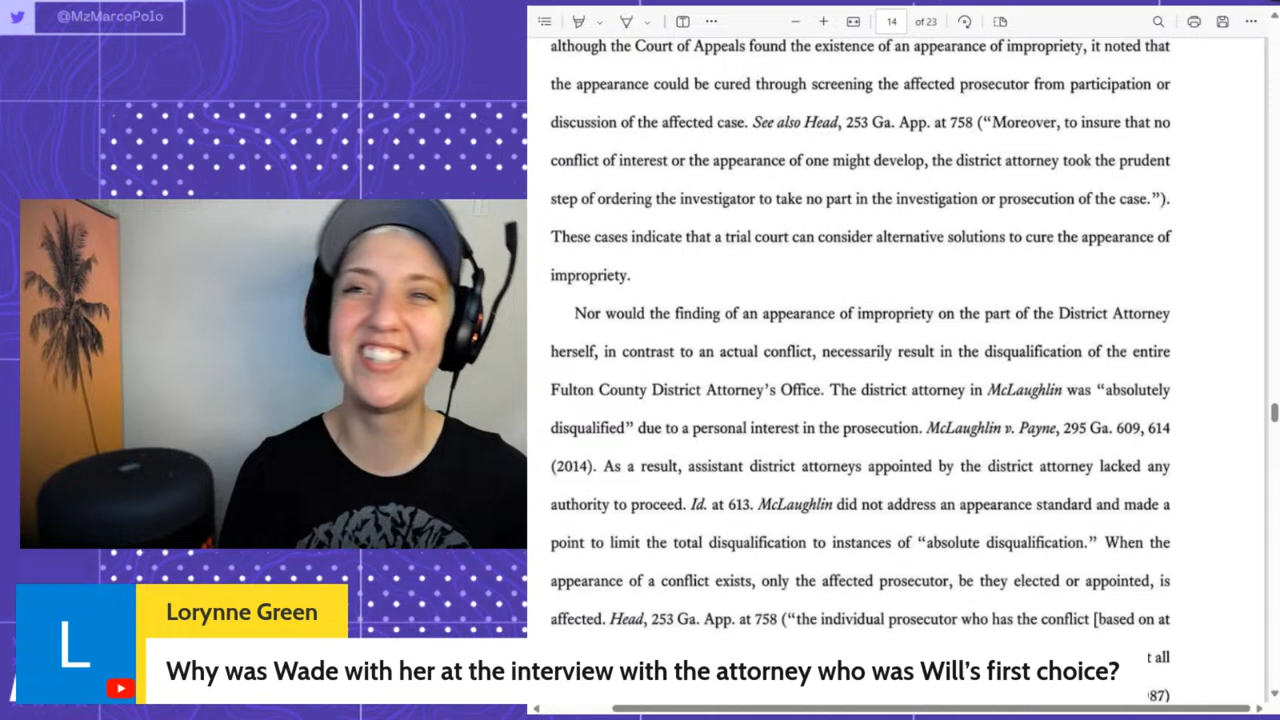 @MzMarcoPolo
14 of 23
although the Court of Appeals found the existence of an appearance of impropriety, it noted that
the appearance could be cured through screening the affected prosecutor from participation or
discussion of the affected case. See also Head, 253 Ga. App. at 758 (“Moreover, to insure that no
conflict of interest or the appearance of one might develop, the district attorney took the prudent
step of ordering the investigator to take no part in the investigation or prosecution of the case.”).
These cases indicate that a trial court can consider alternative solutions to cure the appearance of
impropriety.
Nor would the finding of an appearance of impropriety on the part of the District Attorney
herself, in contrast to an actual conflict, necessarily result in the disqualification of the entire
Fulton County District Attorney’s Office. The district attorney in McLaughlin was “absolutely
disqualified” due to a personal interest in the prosecution. McLaughlin v. Payne, 295 Ga. 609, 614
(2014). As a result, assistant district attorneys appointed by the district attorney lacked any
authority to proceed. Id. at 613. McLaughlin did not address an appearance standard and made a
point to limit the total disqualification to instances of “absolute disqualification.” When the
appearance of a conflict exists, only the affected prosecutor, be they elected or appointed, is
affected. Head, 253 Ga. App. at 758 (“the individual prosecutor who has the conflict [based on at
t all
87)
L
Lorynne Green
Why was Wade with her at the interview with the attorney who was Will’s first choice?